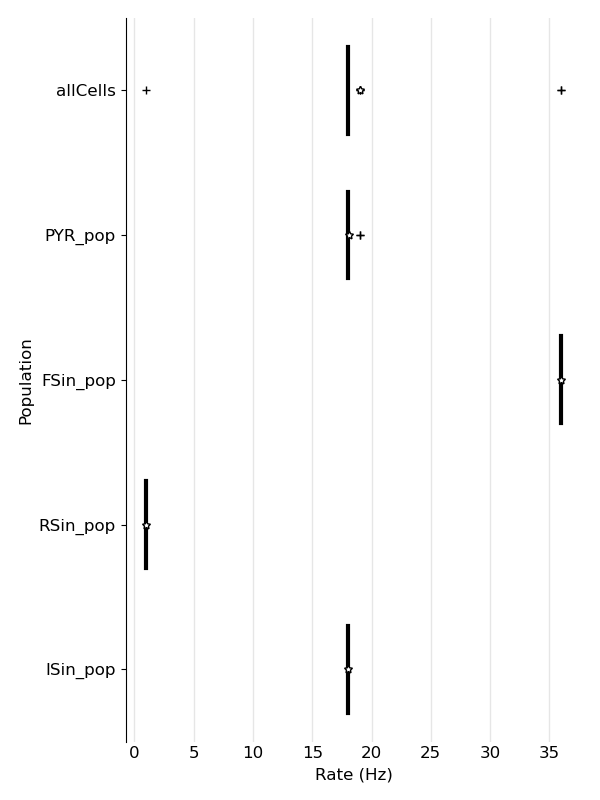 allCells
PYR_pop
FSin_pop
RSin_pop
ISin_pop
Population
0 5 10 15 20 25 30 35
Rate (Hz)